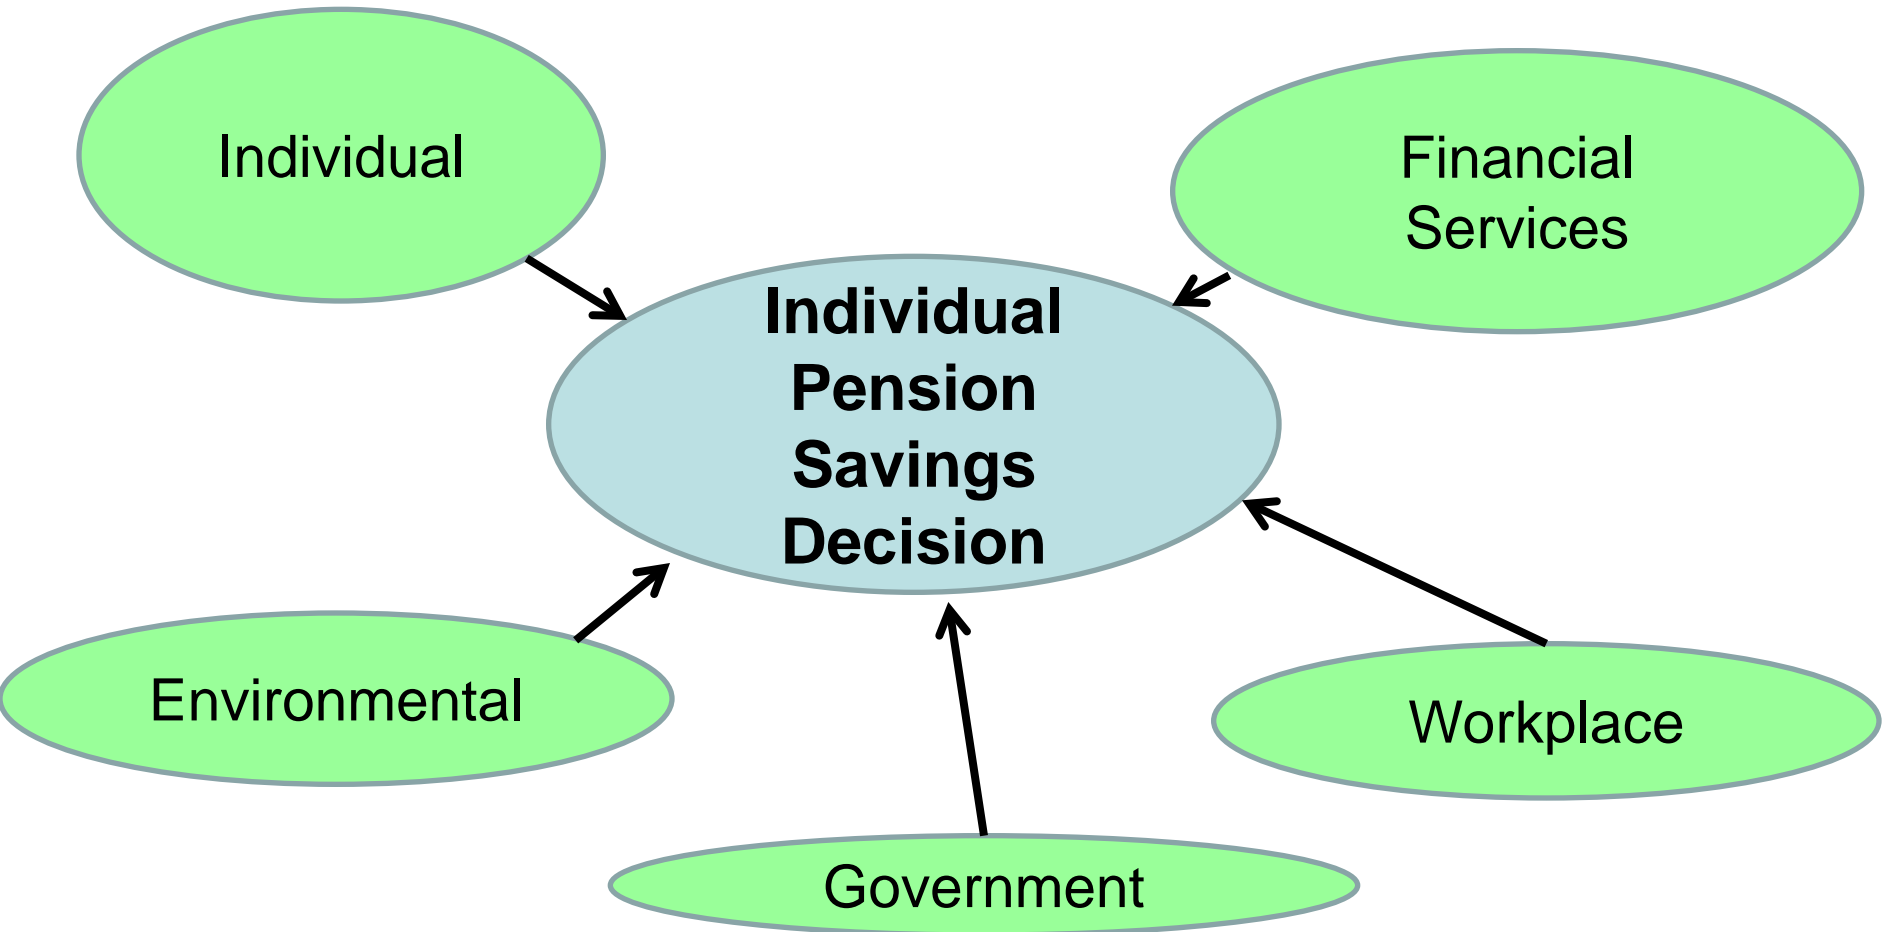 Individual
Financial
Services
Individual
Pension
Savings
Decision
Environmental
Workplace
Government